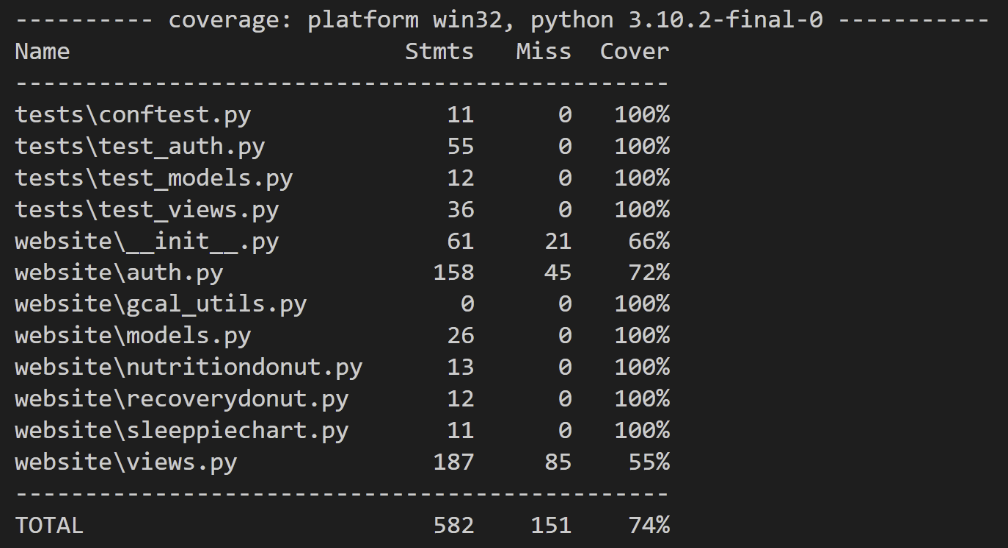 ---------- coverage: platform win32, python 3.10.2-final-0 -----------
Name                         Stmts   Miss  Cover
-----------------------------------------------
tests\conftest.py               11      0   100%
tests\test_auth.py              55      0   100%
tests\test_models.py            12      0   100%
tests\test_views.py             36      0   100%
website\__init__.py             61     21    66%
website\auth.py                158     45    72%
website\gcal_utils.py            0      0   100%
website\models.py               26      0   100%
website\nutritiondonut.py       13      0   100%
website\recoverydonut.py        12      0   100%
website\sleeppiechart.py        11      0   100%
website\views.py               187     85    55%
-----------------------------------------------
TOTAL                          582    151    74%